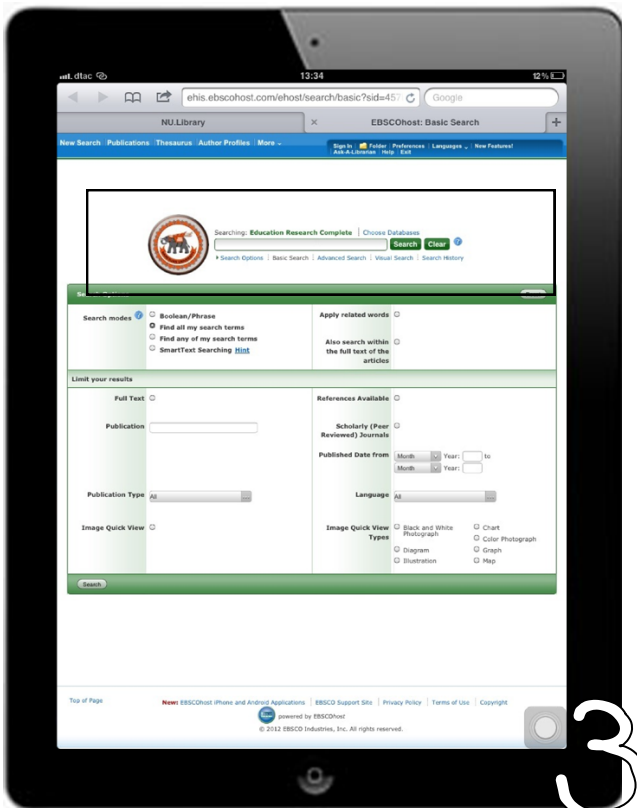 dtac 13:34 12%
ehis.ebscohost.com/ehost/search/basic?sid=457 Google
NU.Library EBSCOhost: Basic Search
New Search Publications Thesaurus Author Profiles More
Sign In Folder Preferences Languages New Features!
Ask-A-Librarian Help Exit
Searching: Education Research Complete Choose Databases
Search Clear
Search Options Basic Search Advanced Search Visual Search Search History
Search modes Boolean/Phrase
Find all my search terms
Find any of my search terms
SmartText Searching Hint
Apply related words
Also search within
the full text of the
articles
Limit your results
Full Text References Available
Publication Scholarly (Peer
Reviewed) Journals
Published Date from Month Year: to
Month Year:
Publication Type All Language All
Image Quick View Image Quick View
Types
Black and White
Photograph
Chart
Color Photograph
Diagram Graph
Illustration Map
Search
Top of Page New: EBSCOhost iPhone and Android Applications EBSCO Support Site Privacy Policy Terms of Use Copyright
powered by EBSCOhost
© 2012 EBSCO Industries, Inc. All rights reserved.
3